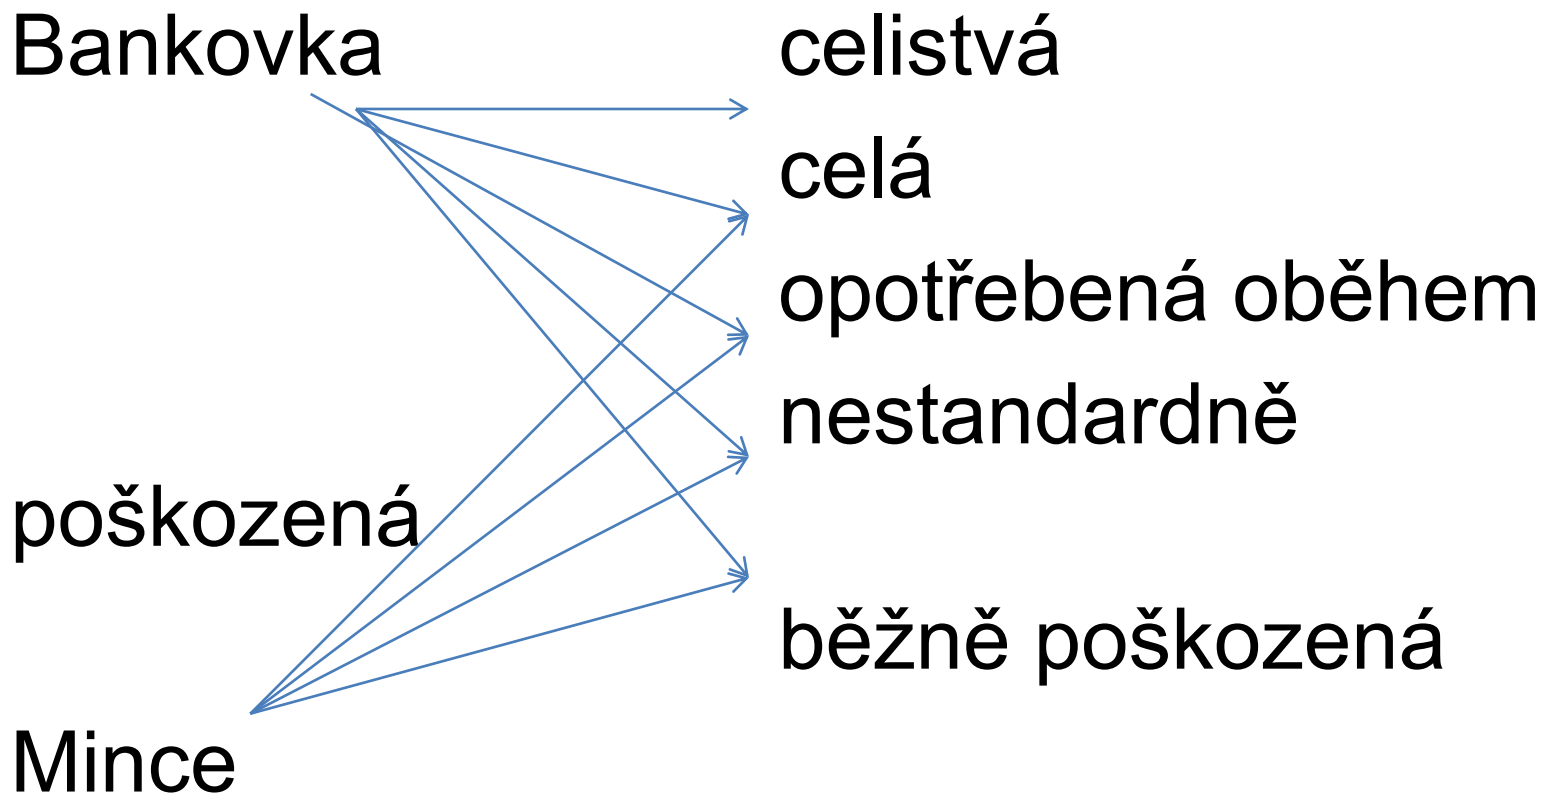 Bankovka celistvá
celá
opotřebená oběhem
nestandardně
poškozená
běžně poškozená
Mince